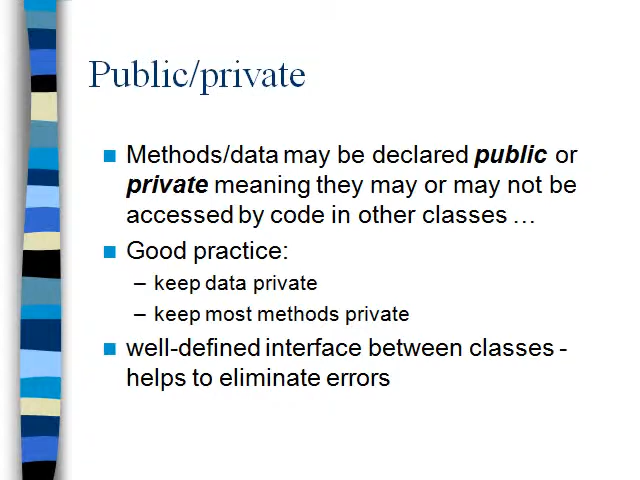 Public/private
Methods/data may be declared public or
private meaning they may or may not be
accessed by code in other classes …
Good practice:
– keep data private
– keep most methods private
well-defined interface between classes -
helps to eliminate errors